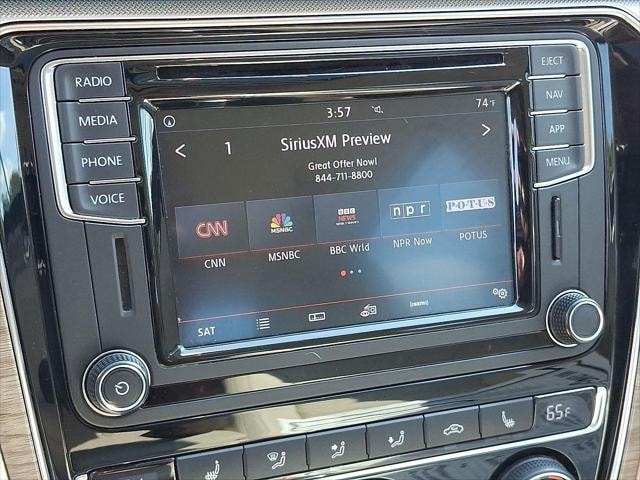 RADIO
MEDIA
PHONE
VOICE
EJECT
NAV
APP
MENU
3:57
74°F
1 SiriusXM Preview
Great Offer Now!
844-711-8800
CNN
MSNBC
BBC
NEWS
npr
P★O★T★U★S
CNN
MSNBC
BBC Wrld
NPR Now
POTUS
SAT
65°F